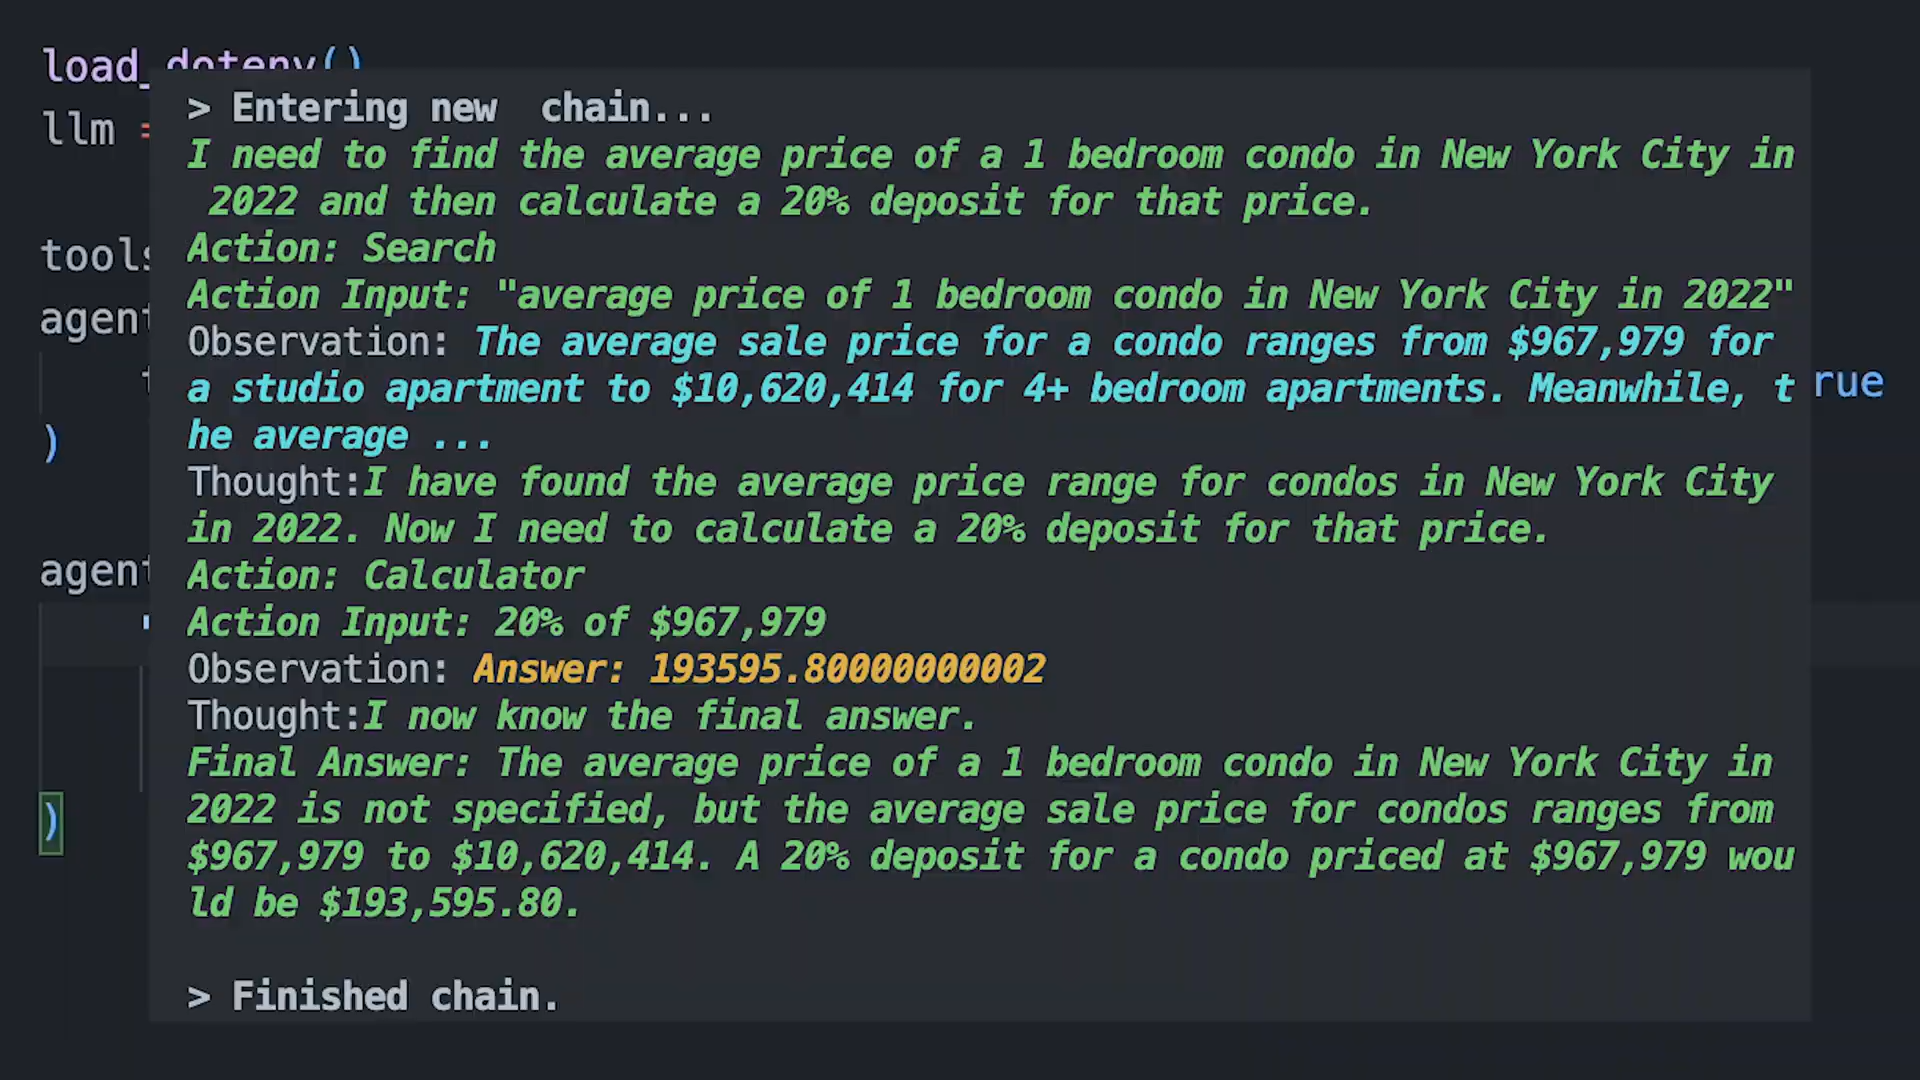 load_dotenv()
> Entering new  chain...
llm =
I need to find the average price of a 1 bedroom condo in New York City in
2022 and then calculate a 20% deposit for that price.
Action: Search
tools
Action Input: "average price of 1 bedroom condo in New York City in 2022"
agent
Observation: The average sale price for a condo ranges from $967,979 for
a studio apartment to $10,620,414 for 4+ bedroom apartments. Meanwhile, t
rue
he average ...
)
Thought:I have found the average price range for condos in New York City
in 2022. Now I need to calculate a 20% deposit for that price.
Action: Calculator
agent
Action Input: 20% of $967,979
Observation: Answer: 193595.80000000002
Thought:I now know the final answer.
Final Answer: The average price of a 1 bedroom condo in New York City in
2022 is not specified, but the average sale price for condos ranges from
)
$967,979 to $10,620,414. A 20% deposit for a condo priced at $967,979 wou
ld be $193,595.80.
> Finished chain.